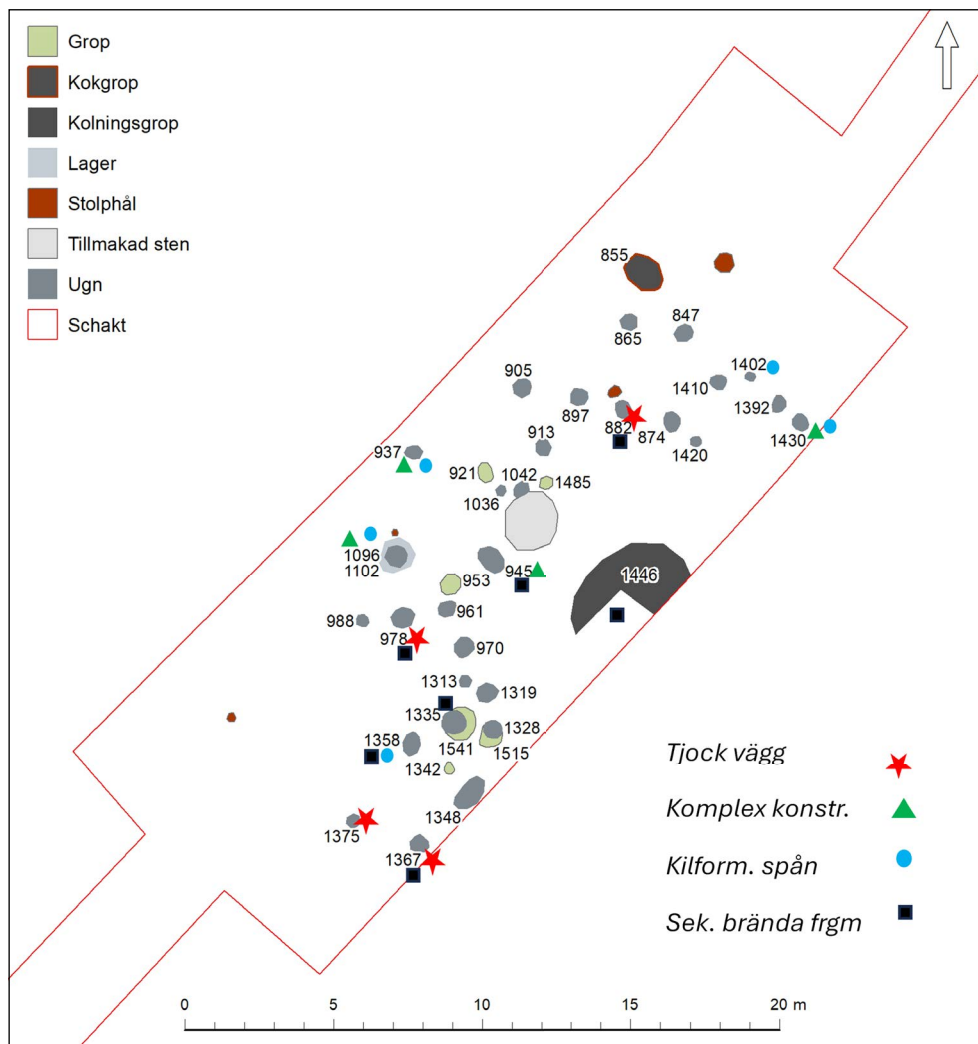 Grop
Kokgrop
Kolningsgrop
Lager
Stolphål
Tillmakad sten
Ugn
Schakt
855
865
847
905
897
882
874
1410
1402
1392
1430
1420
913
937
921
1042
1036
1485
1096
1102
945
953
961
988
978
970
1446
1313
1319
1335
1541
1328
1515
1358
1342
1348
1375
1367
Tjock vägg
Komplex konstr.
Kilform. spån
Sek. brända frgm
0 5 10 15 20 m